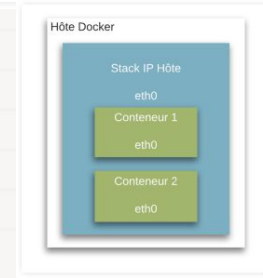 Hôte Docker
Stack IP Hôte
eth0
Conteneur 1
eth0
Conteneur 2
eth0